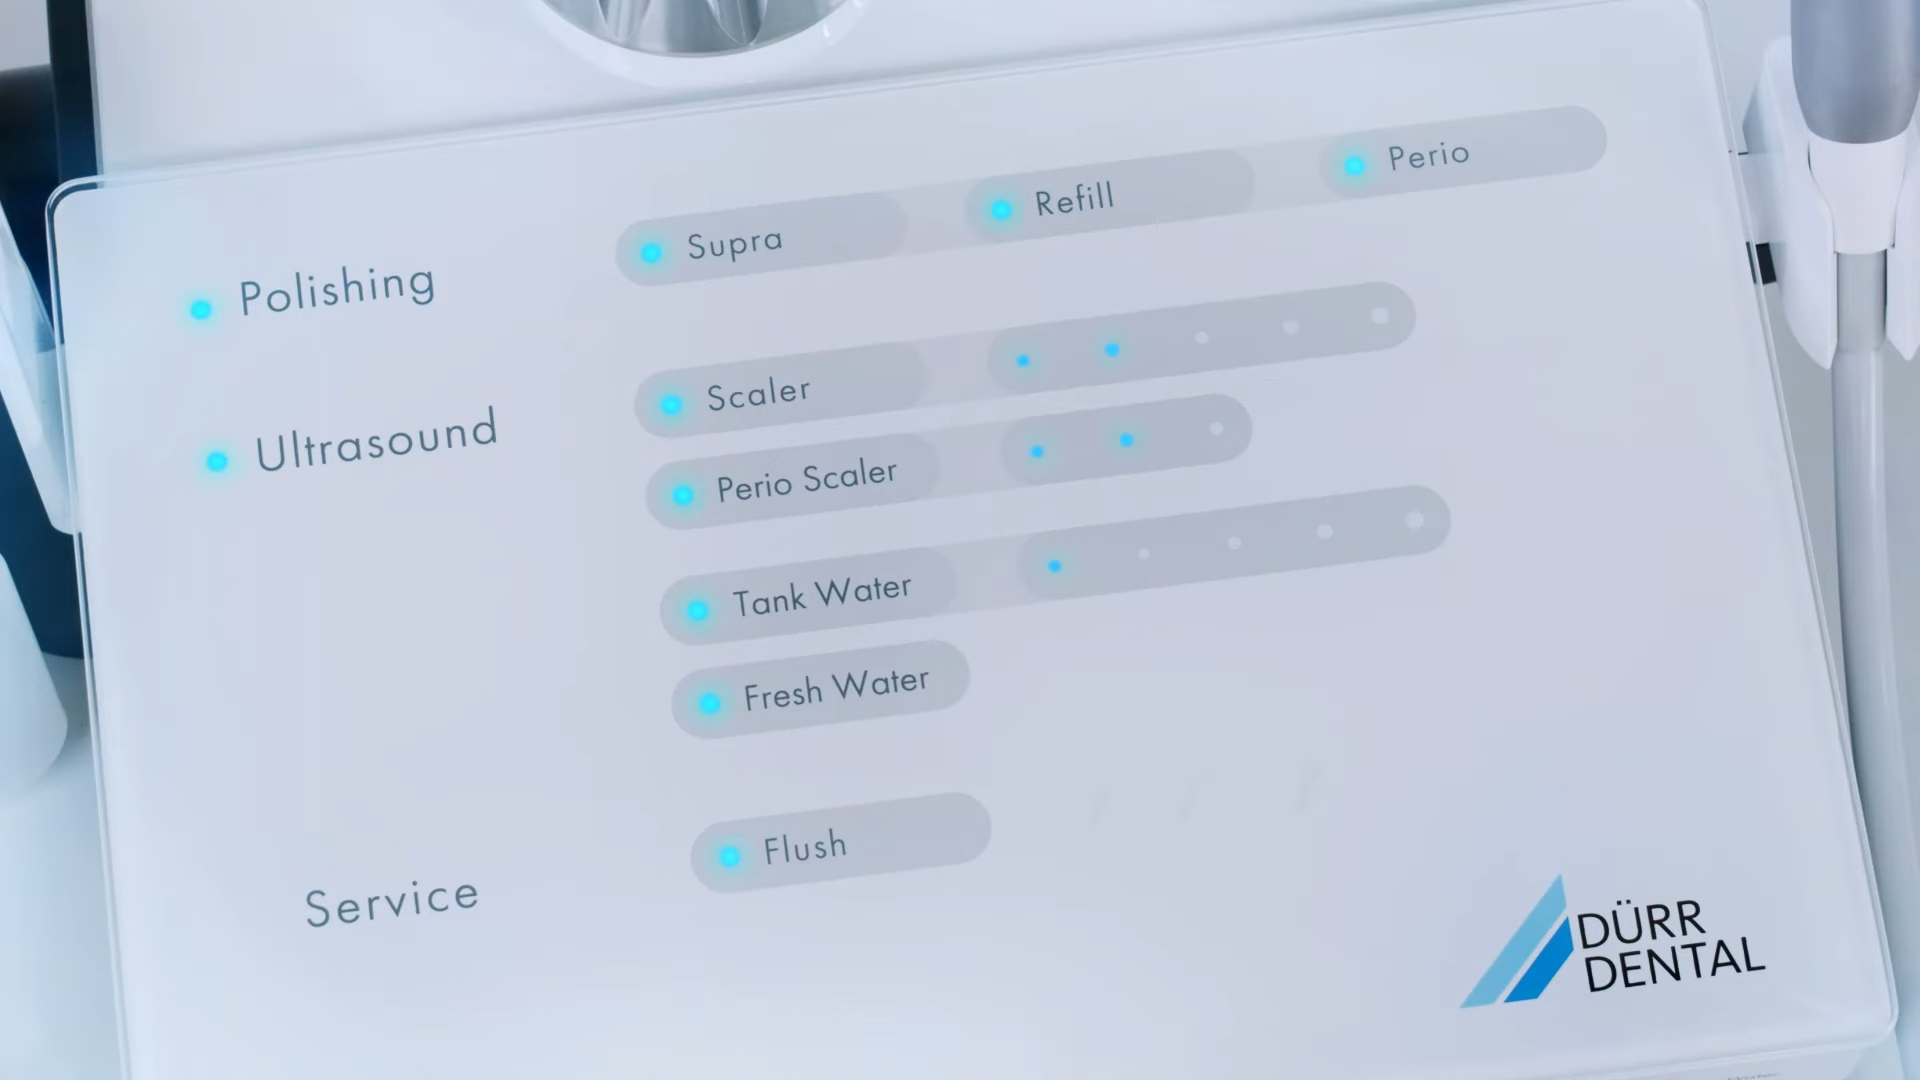 Polishing
Supra
Refill
Perio
Ultrasound
Scaler
Perio Scaler
Tank Water
Fresh Water
Service
Flush
DÜRR
DENTAL